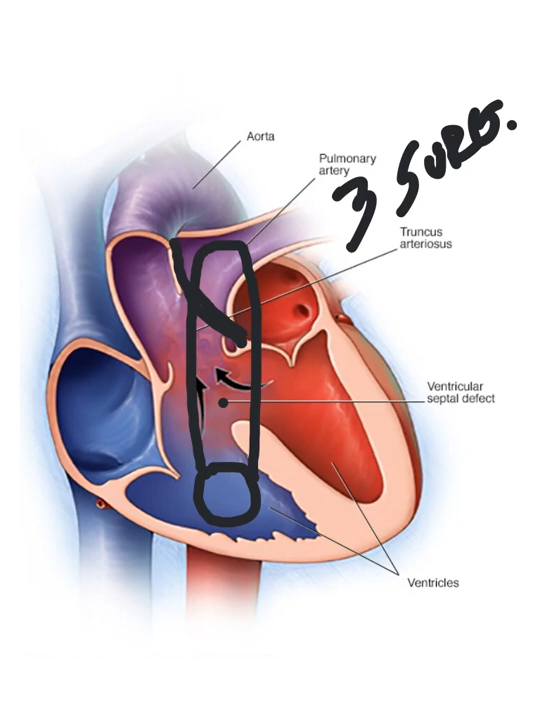 Aorta
Pulmonary
artery
3 SURG.
Truncus
arteriosus
Ventricular
septal defect
Ventricles